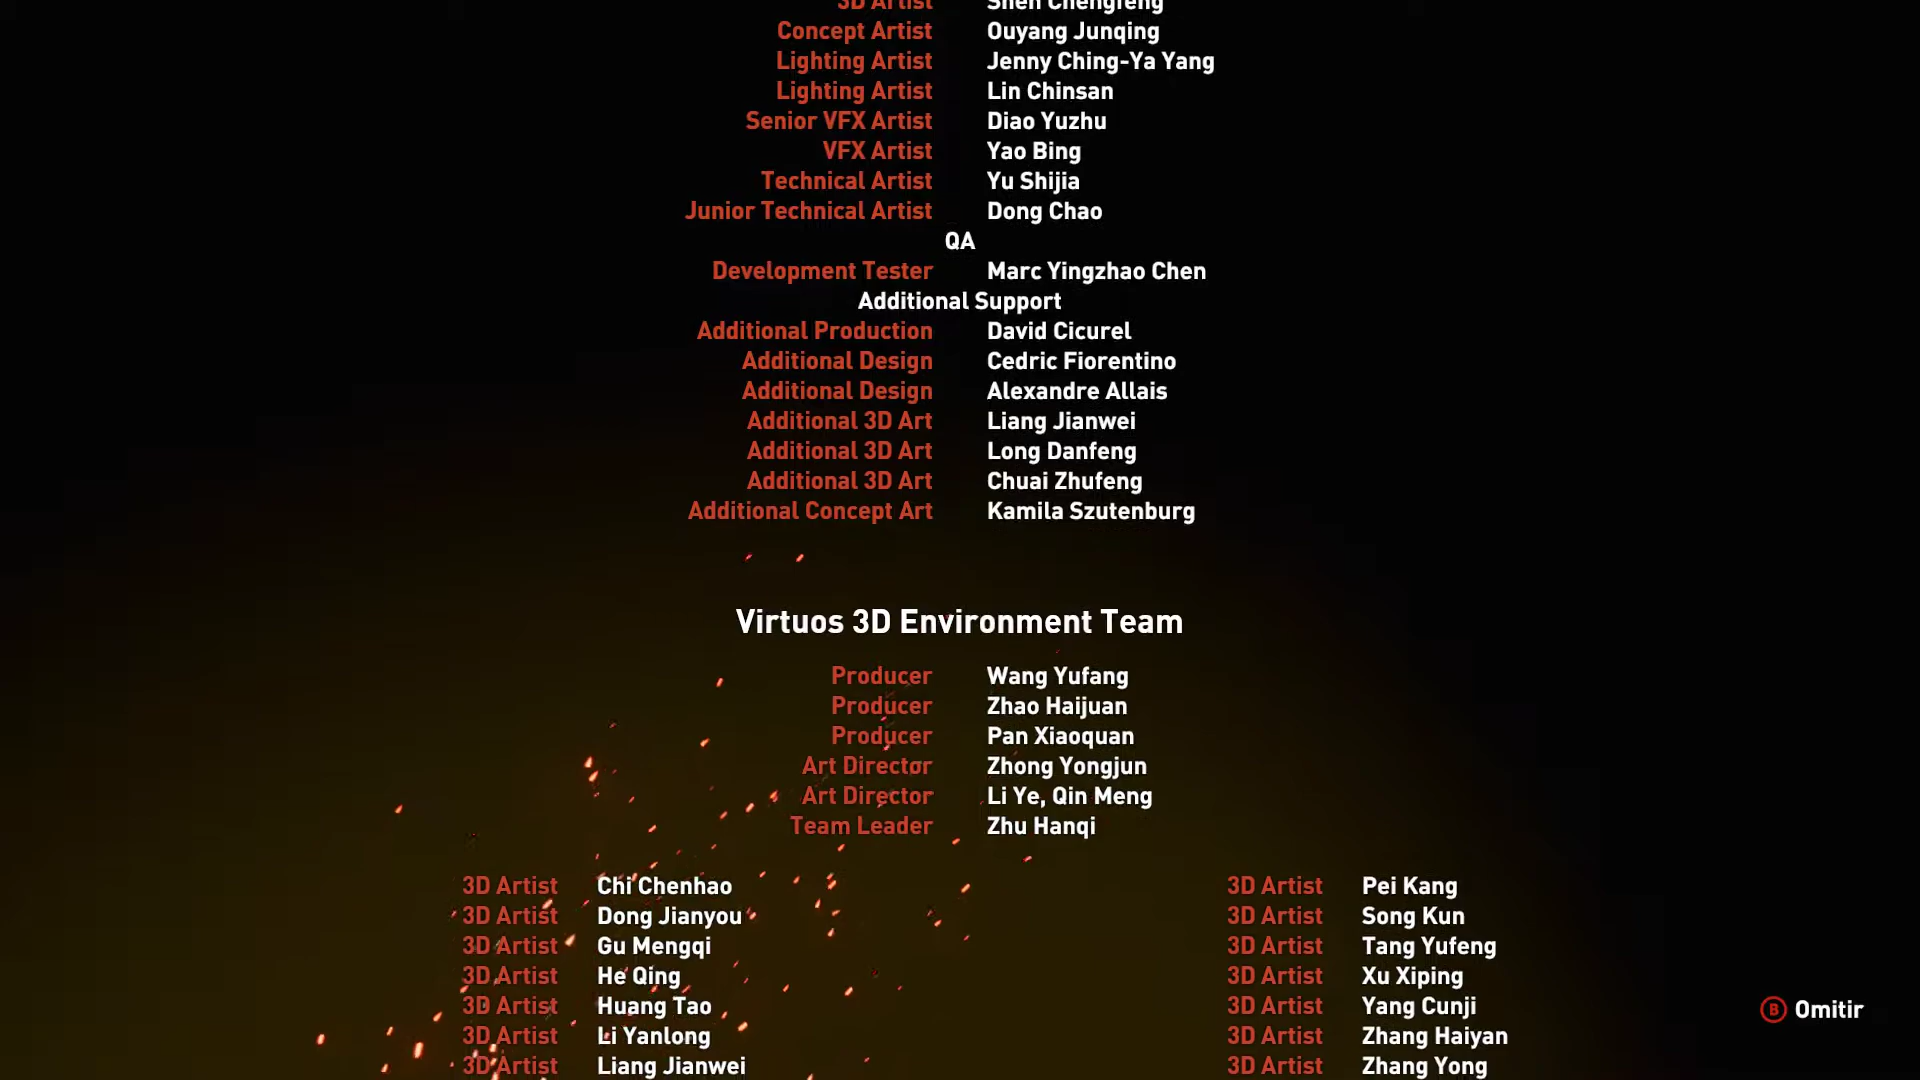 3D Artist Shen Chengfeng
Concept Artist Ouyang Junqing
Lighting Artist Jenny Ching-Ya Yang
Lighting Artist Lin Chinsan
Senior VFX Artist Diao Yuzhu
VFX Artist Yao Bing
Technical Artist Yu Shijia
Junior Technical Artist Dong Chao
QA
Development Tester Marc Yingzhao Chen
Additional Support
Additional Production David Cicurel
Additional Design Cedric Fiorentino
Additional Design Alexandre Allais
Additional 3D Art Liang Jianwei
Additional 3D Art Long Danfeng
Additional 3D Art Chuai Zhufeng
Additional Concept Art Kamila Szutenburg
Virtuos 3D Environment Team
Producer Wang Yufang
Producer Zhao Haijuan
Producer Pan Xiaoquan
Art Director Zhong Yongjun
Art Director Li Ye, Qin Meng
Team Leader Zhu Hanqi
3D Artist Chi Chenhao 3D Artist Pei Kang
3D Artist Dong Jianyou 3D Artist Song Kun
3D Artist Gu Mengqi 3D Artist Tang Yufeng
3D Artist He Qing 3D Artist Xu Xiping
3D Artist Huang Tao 3D Artist Yang Cunji
B Omitir
3D Artist Li Yanlong 3D Artist Zhang Haiyan
3D Artist Liang Jianwei 3D Artist Zhang Yong